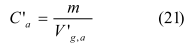 C'ₐ = m / V'g,a (21)